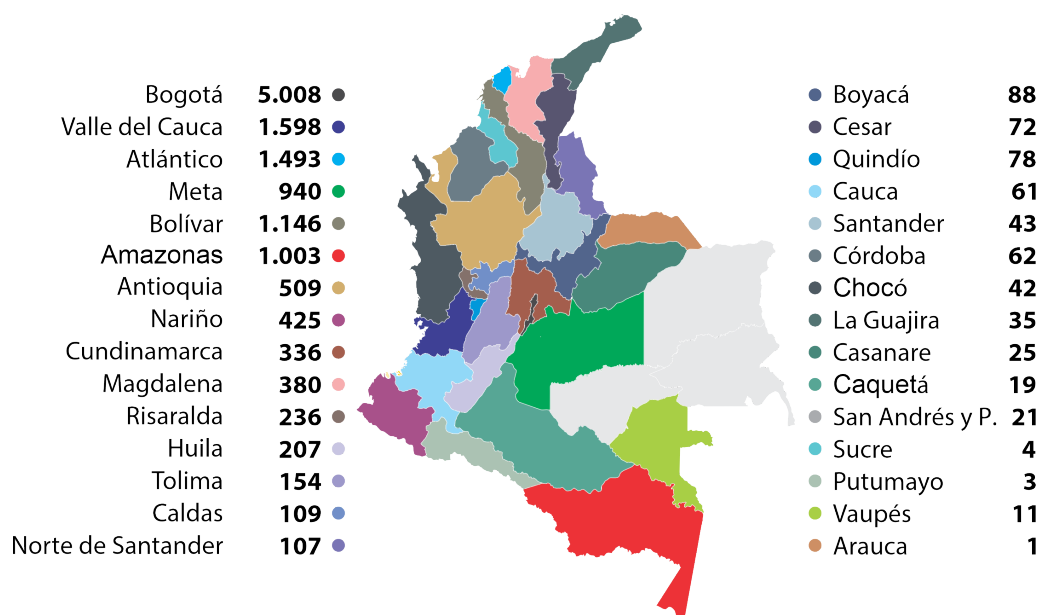 Bogotá 5.008
Valle del Cauca 1.598
Atlántico 1.493
Meta 940
Bolívar 1.146
Amazonas 1.003
Antioquia 509
Nariño 425
Cundinamarca 336
Magdalena 380
Risaralda 236
Huila 207
Tolima 154
Caldas 109
Norte de Santander 107
Boyacá 88
Cesar 72
Quindío 78
Cauca 61
Santander 43
Córdoba 62
Chocó 42
La Guajira 35
Casanare 25
Caquetá 19
San Andrés y P. 21
Sucre 4
Putumayo 3
Vaupés 11
Arauca 1